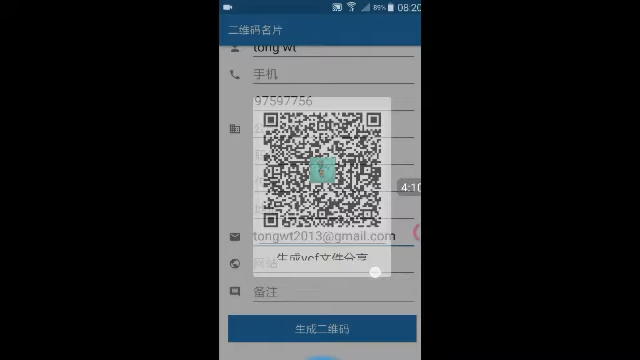 89% 08:20
二维码名片
tong wt
手机
97597756
4:10
tongwt2013@gmail.com
生成vcf文件分享
网站
备注
生成二维码